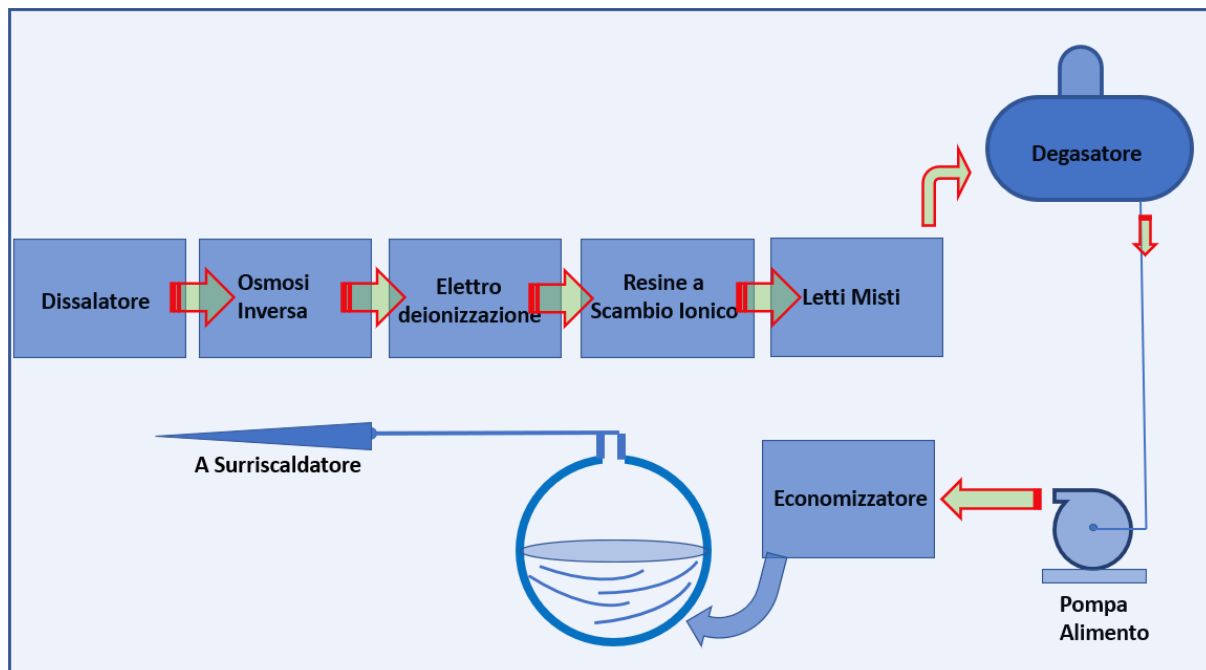 Degasatore
Dissalatore
Osmosi
Inversa
Elettro
deionizzazione
Resine a
Scambio Ionico
Letti Misti
A Surriscaldatore
Economizzatore
Pompa
Alimento